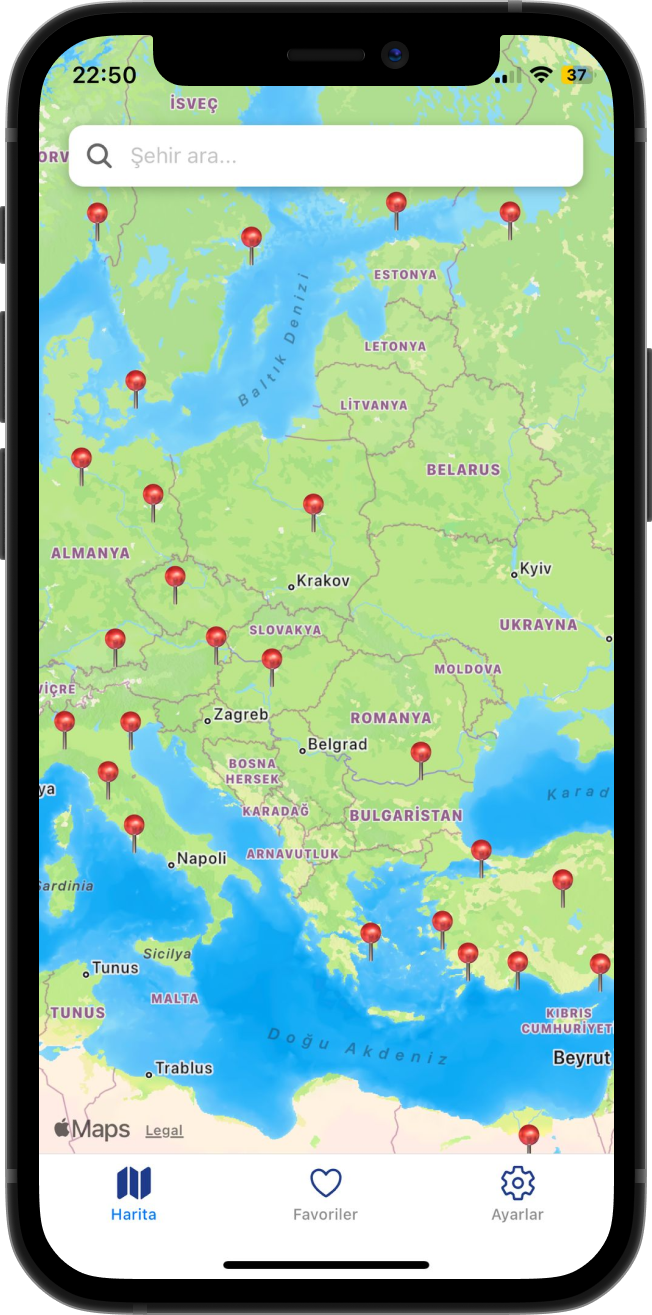 22:50
37
İSVEÇ
ORV
Şehir ara...
ESTONYA
Baltık Denizi
LETONYA
LİTVANYA
BELARUS
ALMANYA
Krakov
Kyiv
UKRAYNA
SLOVAKYA
MOLDOVA
VİÇRE
Zagreb
ROMANYA
Belgrad
BOSNA
HERSEK
ya
Karad
KARADAĞ
BULGARİSTAN
ARNAVUTLUK
Napoli
Sardinia
Sicilya
Tunus
MALTA
TUNUS
KIBRIS
CUMHURİYET
Doğu Akdeniz
Beyrut
Trablus
Maps
Legal
Harita
Favoriler
Ayarlar